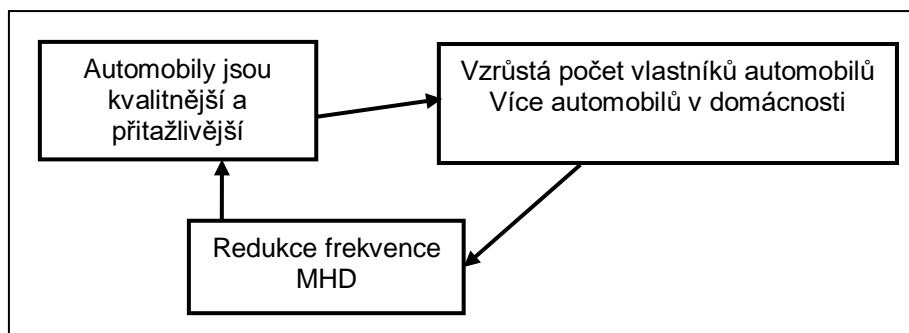 Automobily jsou
kvalitnější a
přitažlivější
Vzrůstá počet vlastníků automobilů
Více automobilů v domácnosti
Redukce frekvence
MHD